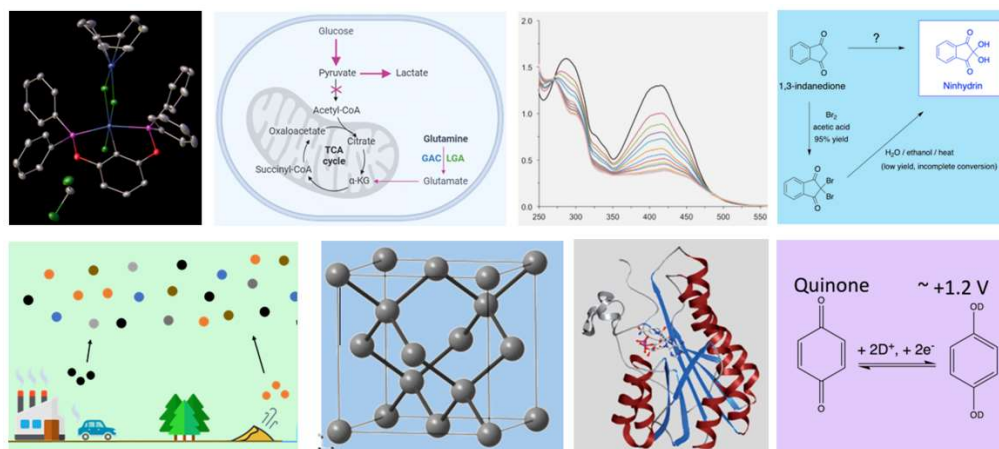 Glucose
Pyruvate
Lactate
Acetyl-CoA
Oxaloacetate
Citrate
TCA
cycle
Succinyl-CoA
α-KG
Glutamine
GAC LGA
Glutamate
2.0
1.5
1.0
0.5
0.0
250 300 350 400 450 500 550
O
O
1,3-indanedione
?
O
OH
OH
O
Ninhydrin
Br₂
acetic acid
95% yield
H₂O / ethanol / heat
(low yield, incomplete conversion)
O
Br
Br
O
Quinone
~ +1.2 V
O
O
+ 2D⁺, + 2e⁻
OD
OD